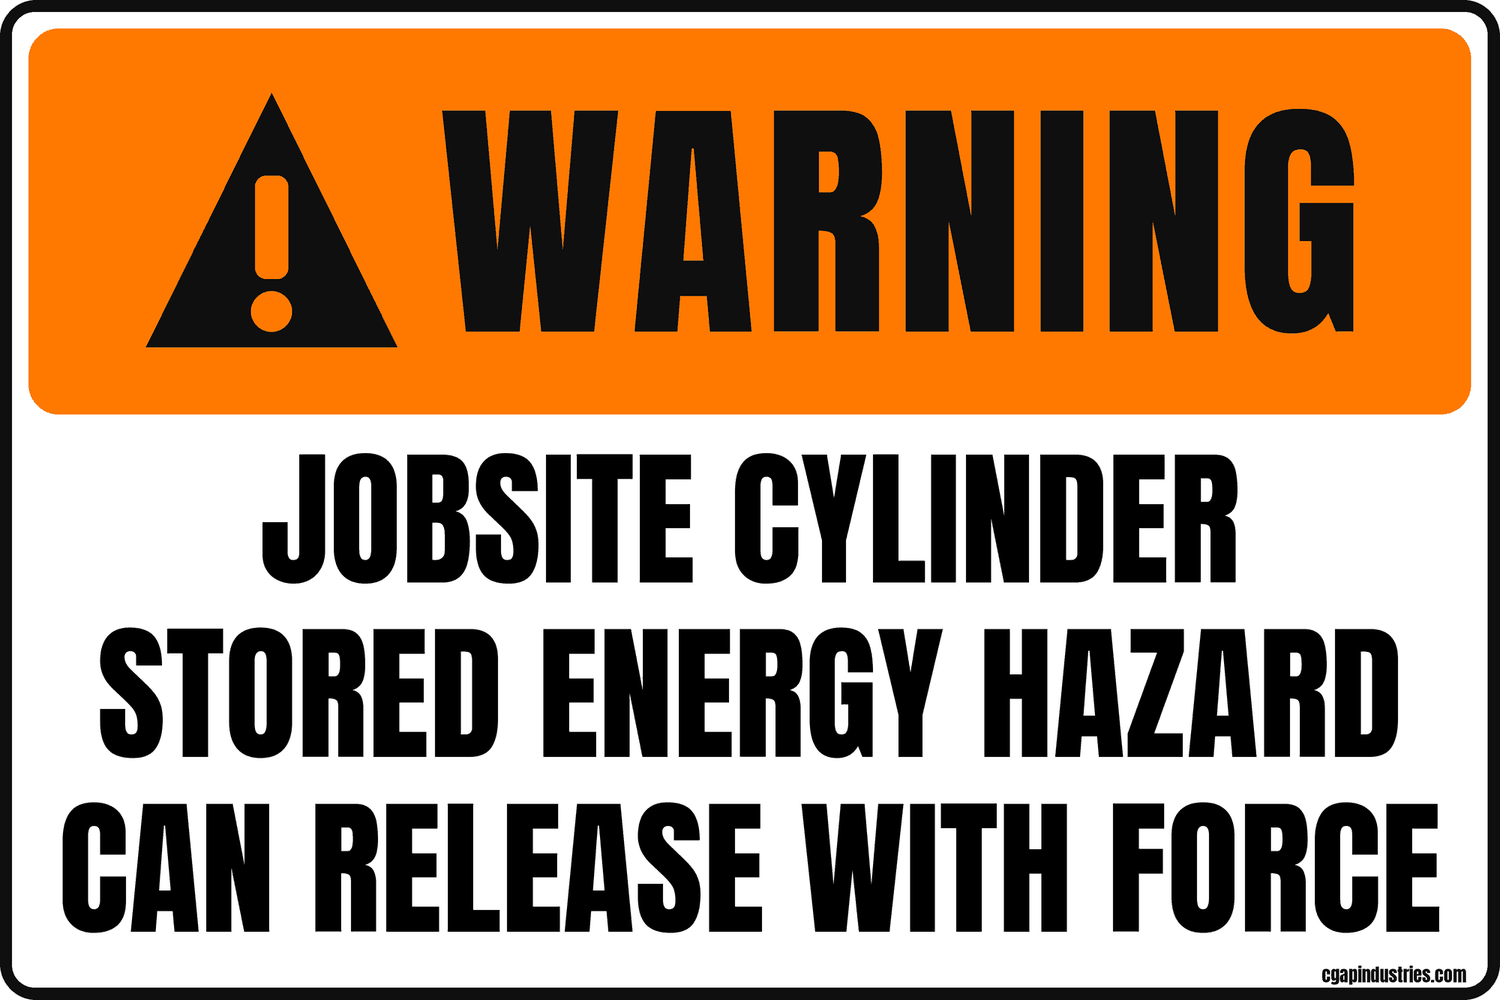 WARNING
JOBSITE CYLINDER
STORED ENERGY HAZARD
CAN RELEASE WITH FORCE
cgapindustries.com